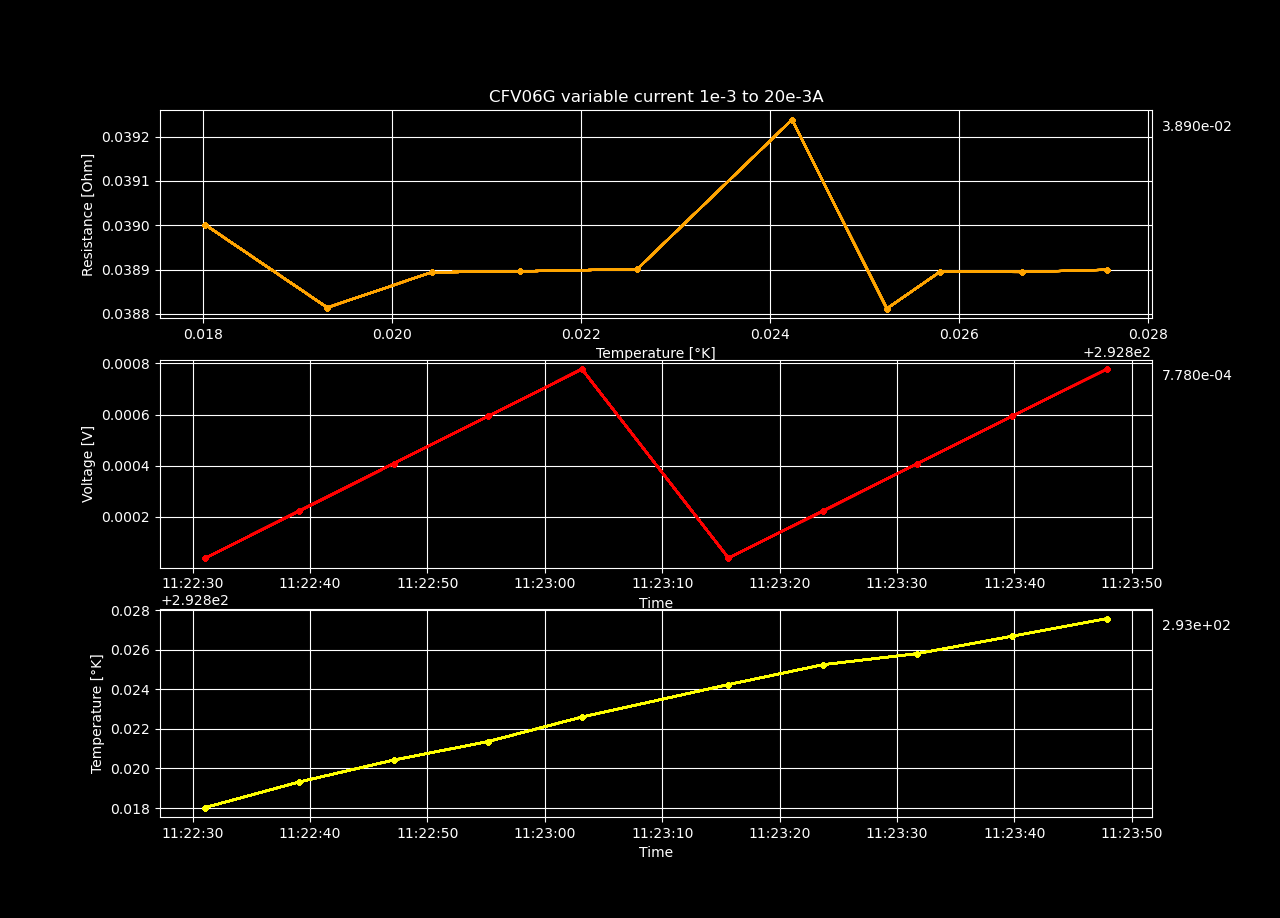 CFV06G variable current 1e-3 to 20e-3A
3.890e-02
0.0392
0.0391
0.0390
0.0389
0.0388
Resistance [Ohm]
0.018 0.020 0.022 0.024 0.026 0.028
Temperature [°K]
+2.928e2
7.780e-04
0.0008
0.0006
0.0004
0.0002
Voltage [V]
11:22:30 11:22:40 11:22:50 11:23:00 11:23:10 11:23:20 11:23:30 11:23:40 11:23:50
Time
+2.928e2
2.93e+02
0.028
0.026
0.024
0.022
0.020
0.018
Temperature [°K]
11:22:30 11:22:40 11:22:50 11:23:00 11:23:10 11:23:20 11:23:30 11:23:40 11:23:50
Time